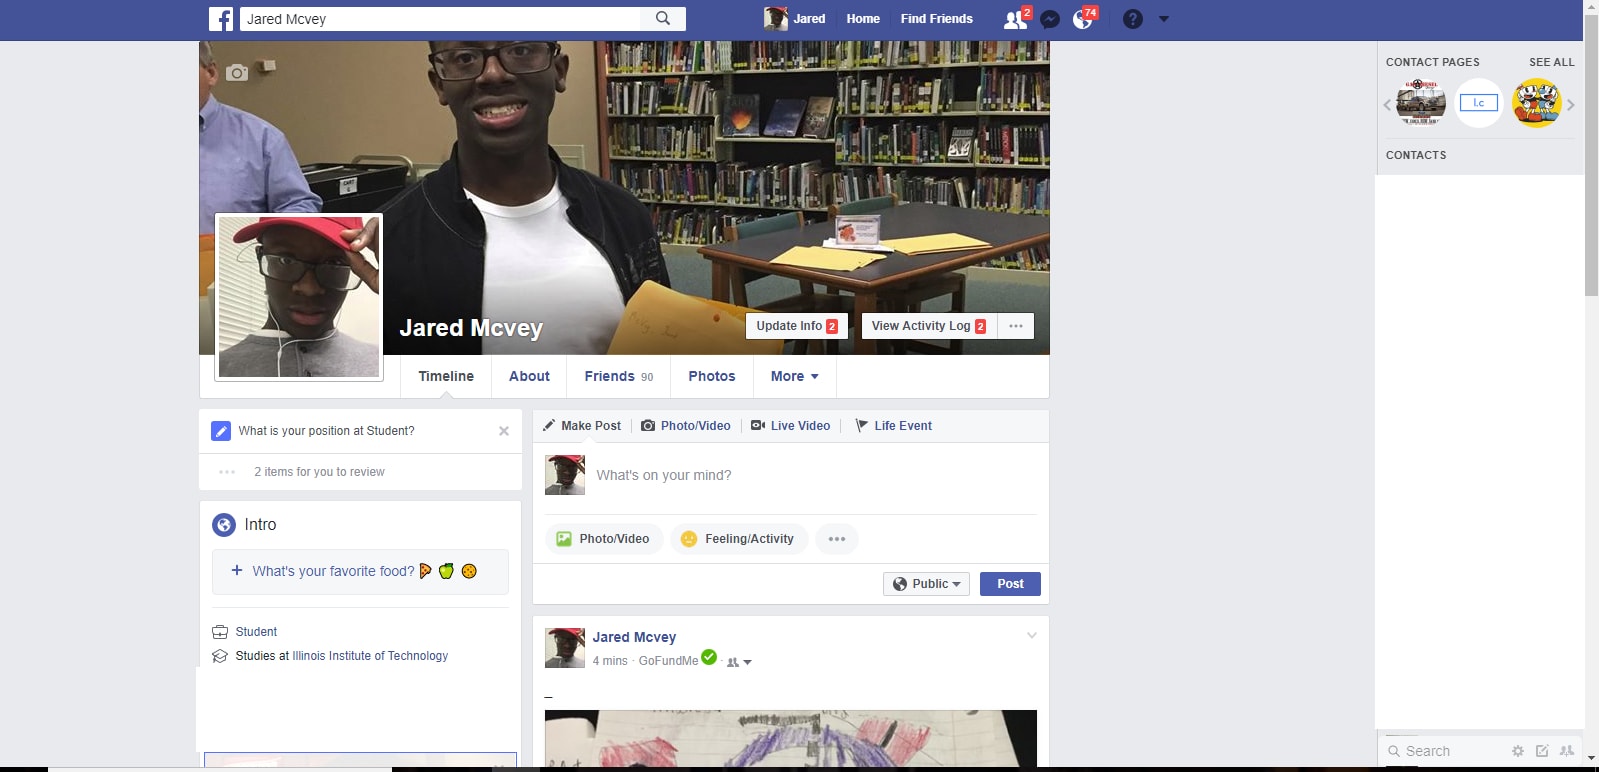 Jared Mcvey
Jared
Home
Find Friends
2
74
CONTACT PAGES
SEE ALL
l.c
CONTACTS
CART
Jared Mcvey
Update Info 2
View Activity Log 2
Timeline
About
Friends 90
Photos
More
What is your position at Student?
2 items for you to review
Intro
+ What's your favorite food?
Student
Studies at Illinois Institute of Technology
Make Post
Photo/Video
Live Video
Life Event
What's on your mind?
Photo/Video
Feeling/Activity
Public
Post
Jared Mcvey
4 mins · GoFundMe ·
_
Search